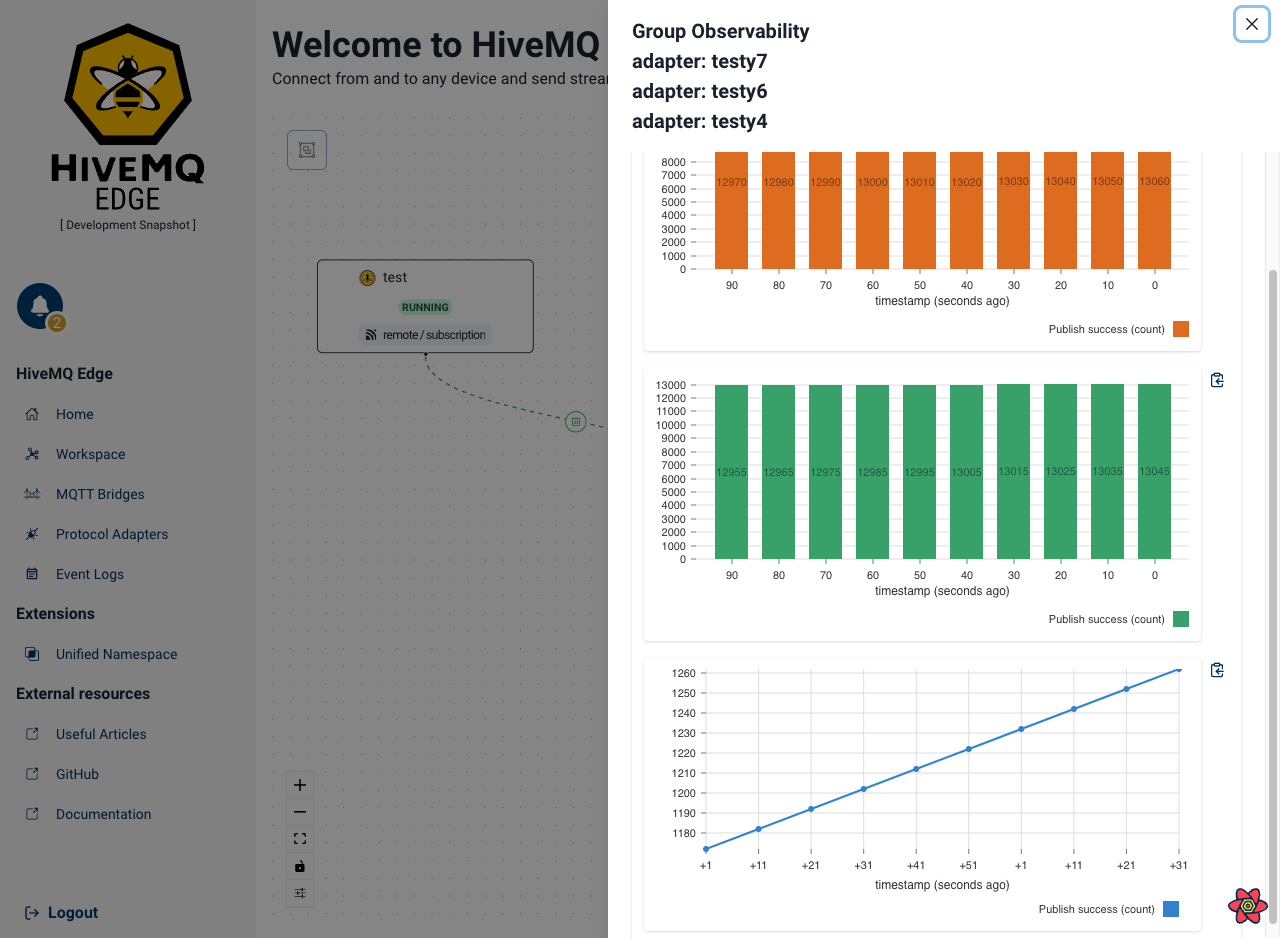 HIVEMQ
EDGE
[ Development Snapshot ]
2
HiveMQ Edge
Home
Workspace
MQTT Bridges
Protocol Adapters
Event Logs
Extensions
Unified Namespace
External resources
Useful Articles
GitHub
Documentation
Logout
Welcome to HiveMQ
Connect from and to any device and send strea
test
RUNNING
remote / subscription
Group Observability
adapter: testy7
adapter: testy6
adapter: testy4
8000
7000
6000
5000
4000
3000
2000
1000
0
12970 12980 12990 13000 13010 13020 13030 13040 13050 13060
90 80 70 60 50 40 30 20 10 0
timestamp (seconds ago)
Publish success (count)
13000
12000
11000
10000
9000
8000
7000
6000
5000
4000
3000
2000
1000
0
12955 12965 12975 12985 12995 13005 13015 13025 13035 13045
90 80 70 60 50 40 30 20 10 0
timestamp (seconds ago)
Publish success (count)
1260
1250
1240
1230
1220
1210
1200
1190
1180
+1 +11 +21 +31 +41 +51 +1 +11 +21 +31
timestamp (seconds ago)
Publish success (count)